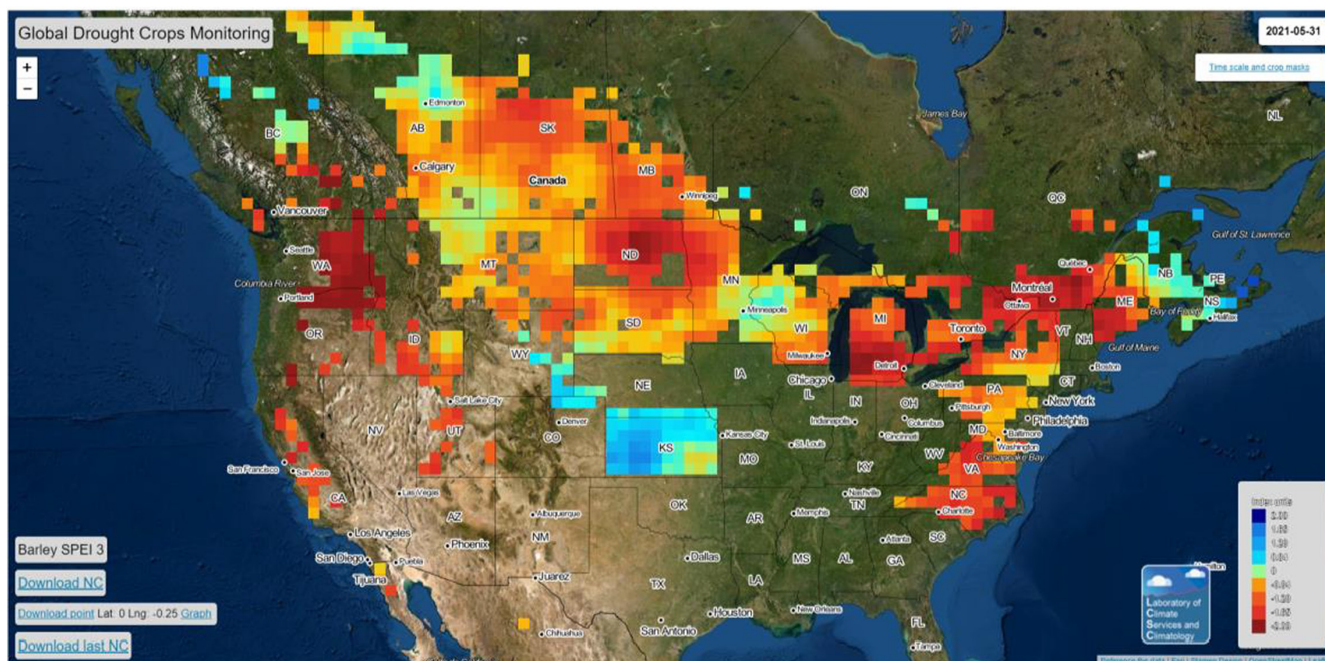 Global Drought Crops Monitoring
2021-05-31
+
−
Time scale and crop masks
Edmonton
James Bay
NL
BC
AB
SK
Calgary
MB
Canada
ON
QC
Winnipeg
Vancouver
Gulf of St. Lawrence
Seattle
ND
Québec
NB
PE
WA
MT
MN
Columbia River
Portland
Montréal
Ottawa
ME
NS
Bay of Fundy
Halifax
Minneapolis
SD
WI
MI
Toronto
VT
NH
OR
ID
WY
Gulf of Maine
Milwaukee
NY
Detroit
Boston
Chicago
IA
NE
CT
Cleveland
PA
IL
IN
OH
New York
Salt Lake City
Pittsburgh
Philadelphia
Denver
Indianapolis
Columbus
MD
Baltimore
NV
UT
CO
KS
Kansas City
Cincinnati
Washington
St. Louis
MO
WV
Chesapeake Bay
San Francisco
San Jose
KY
VA
CA
Las Vegas
Nashville
TN
NC
OK
Albuquerque
Memphis
Charlotte
AZ
NM
AR
SC
Los Angeles
Atlanta
Phoenix
San Diego
Dallas
MS
AL
GA
Puebla
Tijuana
Juarez
TX
LA
Houston
New Orleans
FL
San Antonio
Chihuahua
Tampa
Barley SPEI 3
Download NC
Download point Lat: 0 Lng: -0.25 Graph
Download last NC
Index units
0
Laboratory of
Climate
Services and
Climatology